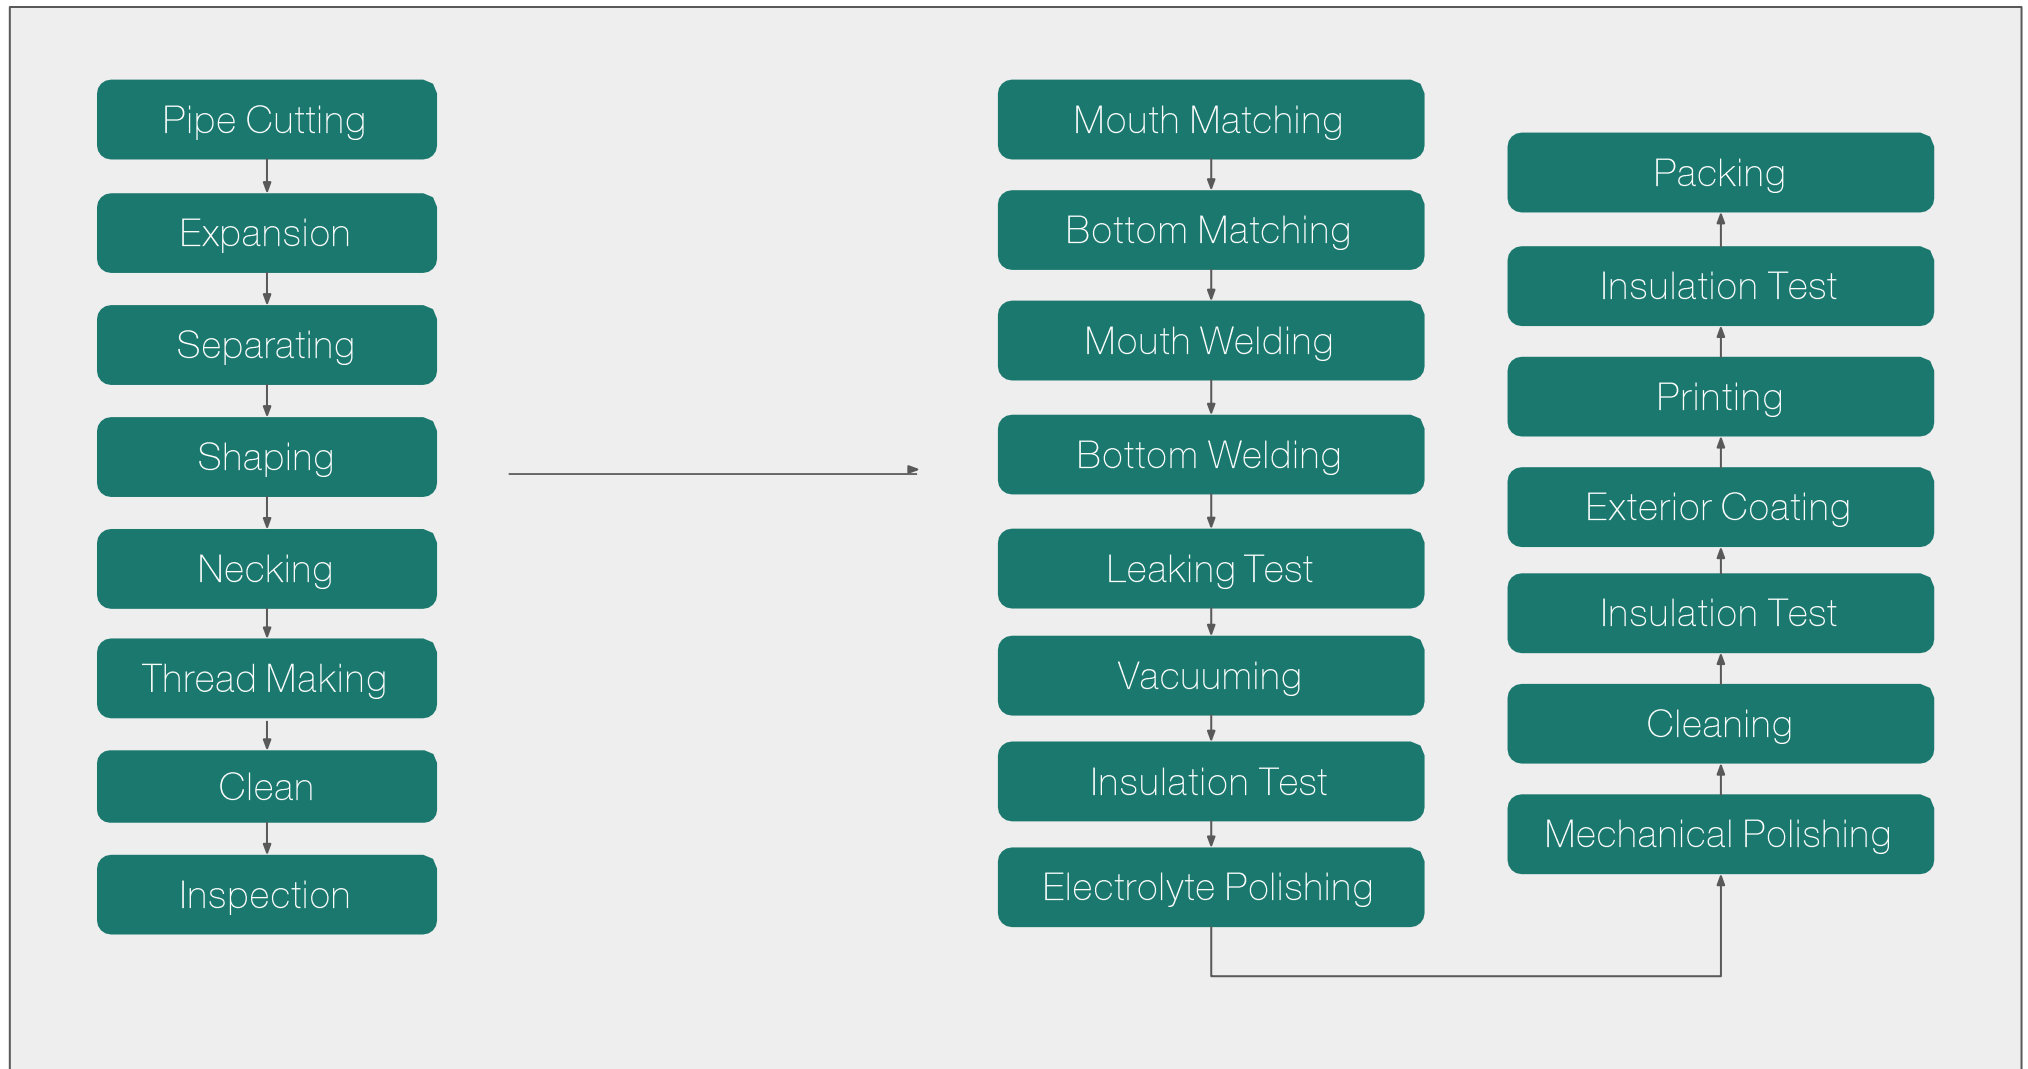 Pipe Cutting
Expansion
Separating
Shaping
Necking
Thread Making
Clean
Inspection
Mouth Matching
Bottom Matching
Mouth Welding
Bottom Welding
Leaking Test
Vacuuming
Insulation Test
Electrolyte Polishing
Mechanical Polishing
Cleaning
Insulation Test
Exterior Coating
Printing
Insulation Test
Packing